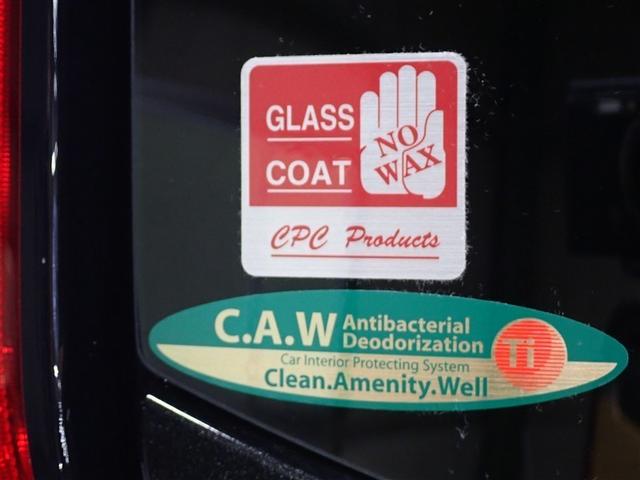 GLASS
COAT
NO
WAX
CPC Products
C.A.W Antibacterial
Deodorization
Ti
Car Interior Protecting System
Clean.Amenity.Well